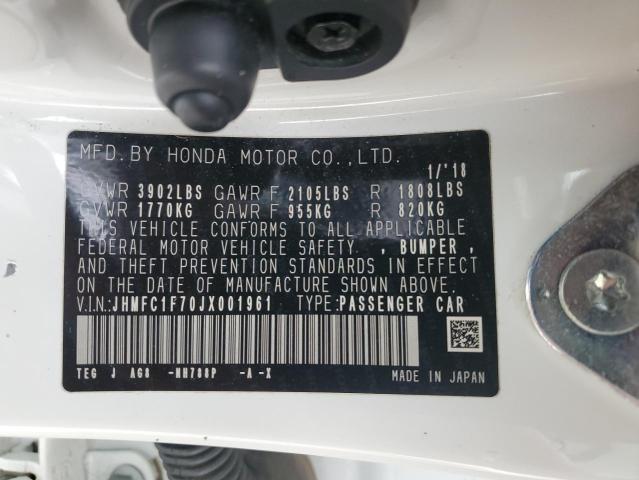 MFD. BY HONDA MOTOR CO., LTD. 1/'18
GVWR 3902LBS GAWR F 2105LBS R 1808LBS
GVWR 1770KG GAWR F 955KG R 820KG
THIS VEHICLE CONFORMS TO ALL APPLICABLE
FEDERAL MOTOR VEHICLE SAFETY, , BUMPER ,
AND THEFT PREVENTION STANDARDS IN EFFECT
ON THE DATE OF MANUFACTURE SHOWN ABOVE.
V.I.N.:JHMFC1F70JX001961 TYPE:PASSENGER CAR
TEG J AG8 -NH788P -A -X MADE IN JAPAN